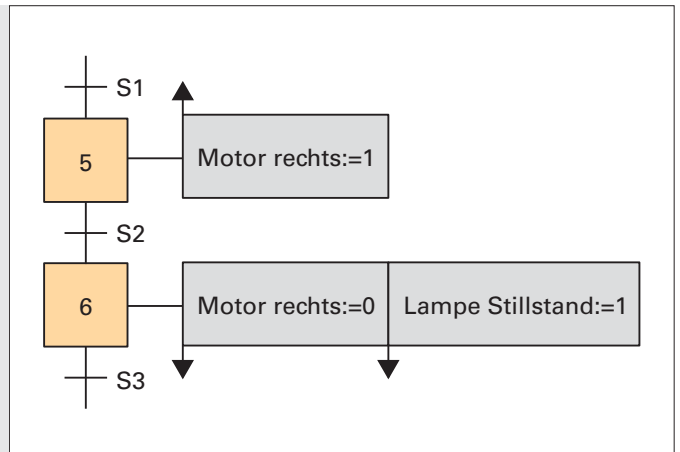 S1
5
Motor rechts:=1
S2
6
Motor rechts:=0
Lampe Stillstand:=1
S3